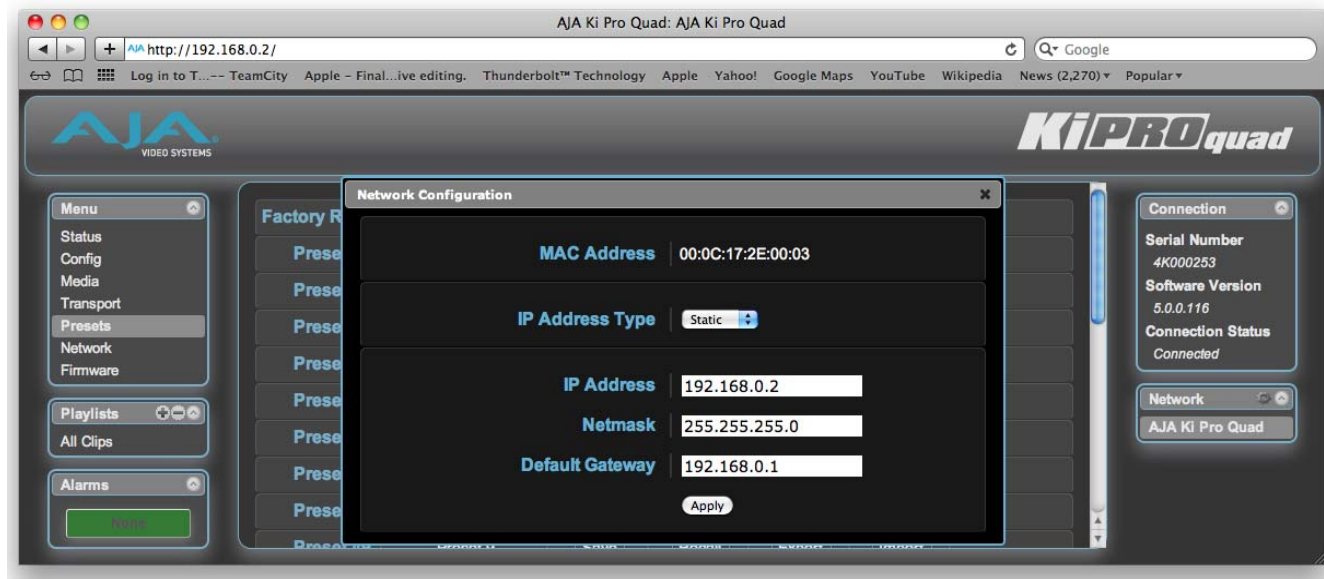 AJA Ki Pro Quad: AJA Ki Pro Quad
AJA http://192.168.0.2/
Google
Log in to T...-- TeamCity Apple – Final...ive editing. Thunderbolt™ Technology Apple Yahoo! Google Maps YouTube Wikipedia News (2,270) Popular
AJA
VIDEO SYSTEMS
KiPRO quad
Menu
Status
Config
Media
Transport
Presets
Network
Firmware
Playlists
All Clips
Alarms
None
Factory R
Prese
Prese
Prese
Prese
Prese
Prese
Prese
Prese
Network Configuration
MAC Address 00:0C:17:2E:00:03
IP Address Type Static
IP Address 192.168.0.2
Netmask 255.255.255.0
Default Gateway 192.168.0.1
Apply
Connection
Serial Number
4K000253
Software Version
5.0.0.116
Connection Status
Connected
Network
AJA Ki Pro Quad